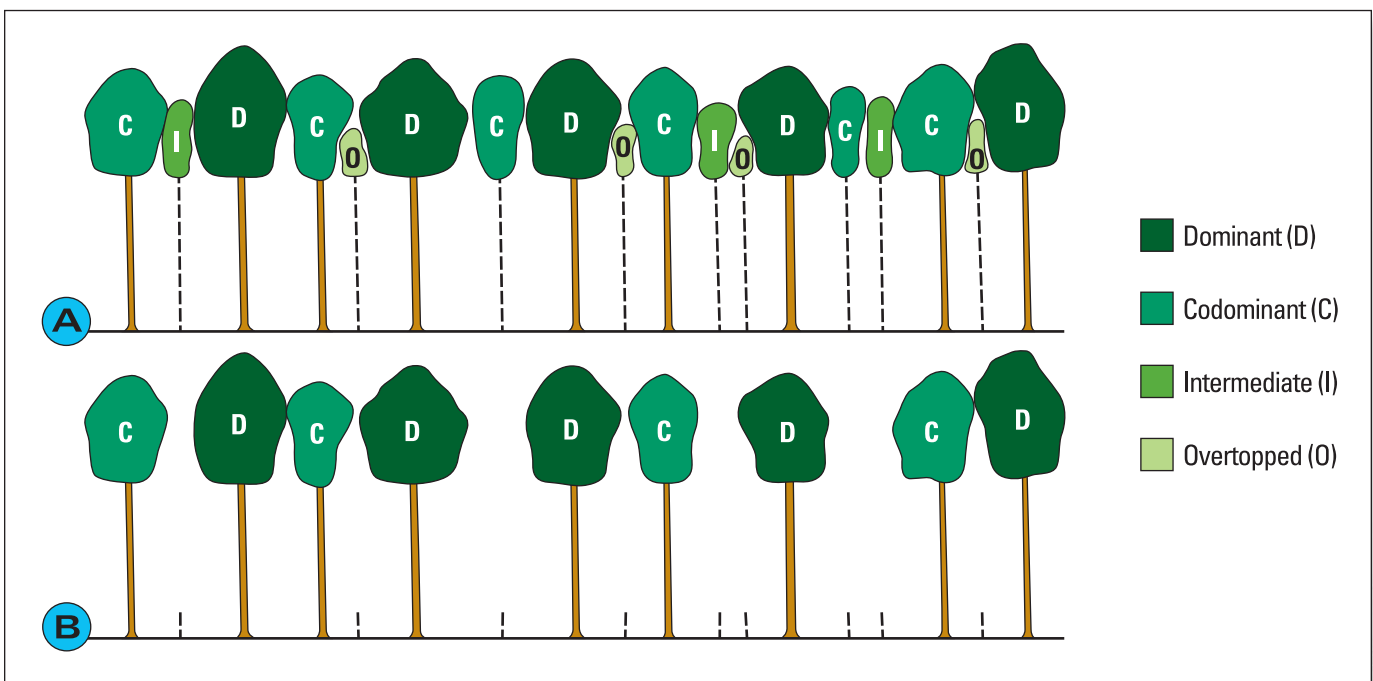 C I D C O D C D O C I O D C I C O D
A
Dominant (D)
Codominant (C)
Intermediate (I)
Overtopped (O)
C D C D D C D C D
B